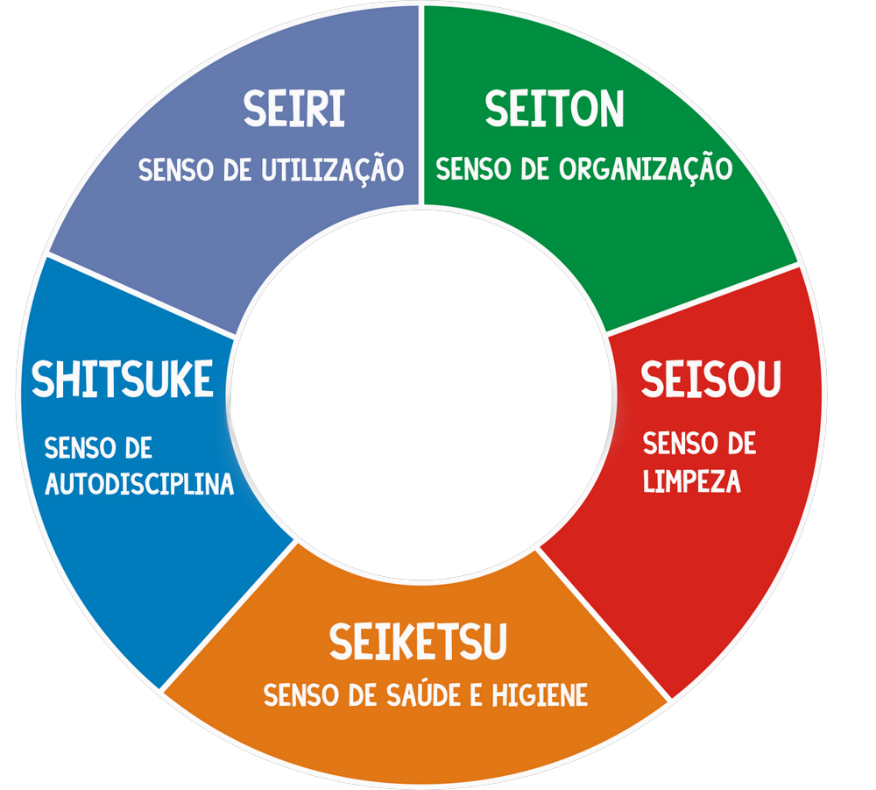 SEIRI
SENSO DE UTILIZAÇÃO
SEITON
SENSO DE ORGANIZAÇÃO
SEISOU
SENSO DE
LIMPEZA
SEIKETSU
SENSO DE SAÚDE E HIGIENE
SHITSUKE
SENSO DE
AUTODISCIPLINA